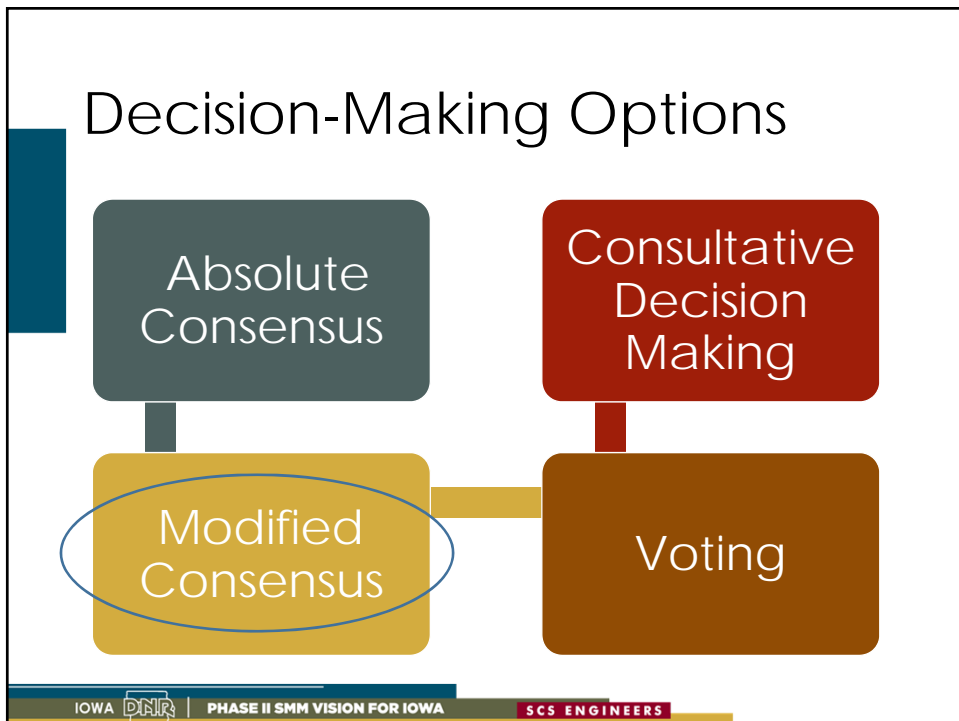 Decision-Making Options
Absolute
Consensus
Modified
Consensus
Voting
Consultative
Decision
Making
IOWA DNR | PHASE II SMM VISION FOR IOWA
SCS ENGINEERS